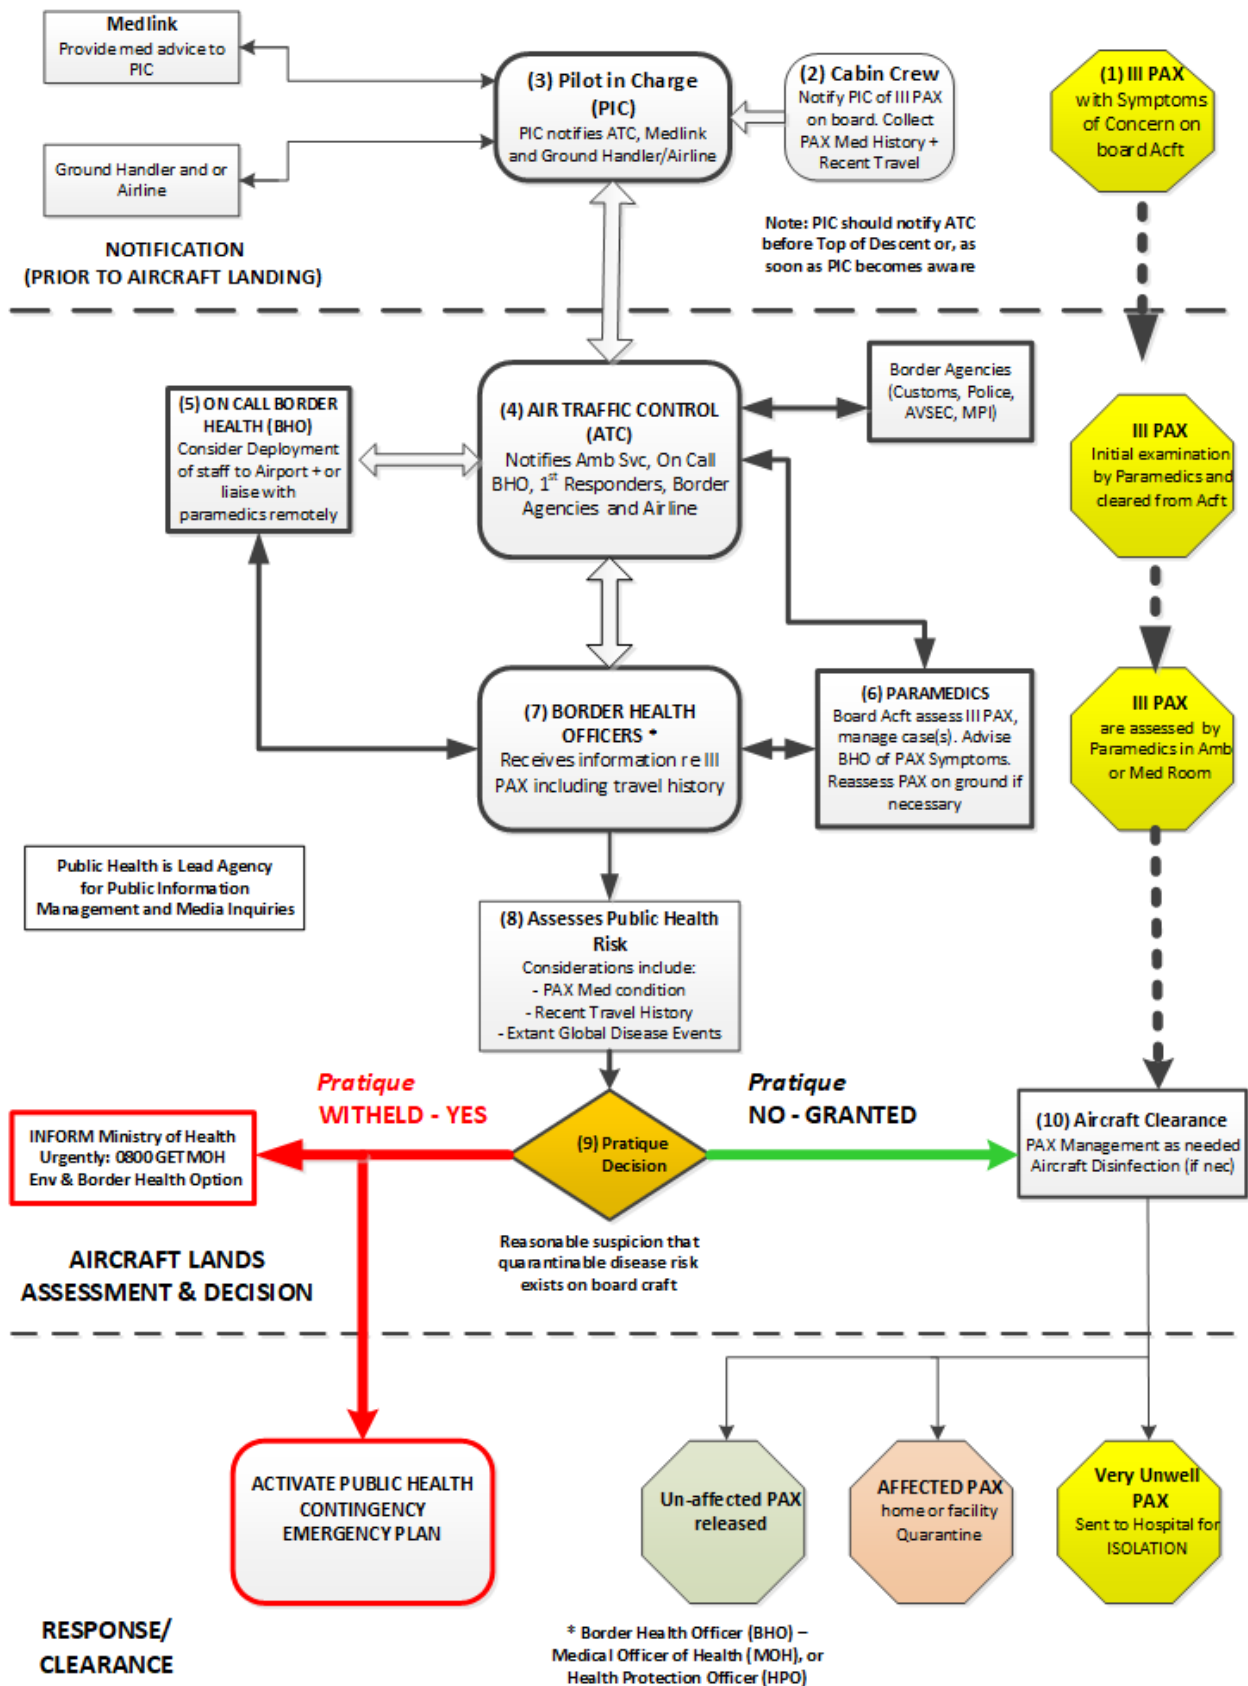 Medlink
Provide med advice to
PIC
(3) Pilot in Charge
(PIC)
PIC notifies ATC, Medlink
and Ground Handler/Airline
(2) Cabin Crew
Notify PIC of III PAX
on board. Collect
PAX Med History +
Recent Travel
(1) III PAX
with Symptoms
of Concern on
board Acft
Ground Handler and or
Airline
NOTIFICATION
(PRIOR TO AIRCRAFT LANDING)
Note: PIC should notify ATC
before Top of Descent or, as
soon as PIC becomes aware
(5) ON CALL BORDER
HEALTH (BHO)
Consider Deployment
of staff to Airport + or
liaise with
paramedics remotely
(4) AIR TRAFFIC CONTROL
(ATC)
Notifies Amb Svc, On Call
BHO, 1st Responders, Border
Agencies and Airline
Border Agencies
(Customs, Police,
AVSEC, MPI)
III PAX
Initial examination
by Paramedics and
cleared from Acft
(7) BORDER HEALTH
OFFICERS *
Receives information re III
PAX including travel history
(6) PARAMEDICS
Board Acft assess III PAX,
manage case(s). Advise
BHO of PAX Symptoms.
Reassess PAX on ground if
necessary
III PAX
are assessed by
Paramedics in Amb
or Med Room
Public Health is Lead Agency
for Public Information
Management and Media Inquiries
(8) Assesses Public Health
Risk
Considerations include:
- PAX Med condition
- Recent Travel History
- Extant Global Disease Events
Pratique
WITHELD - YES
Pratique
NO - GRANTED
INFORM Ministry of Health
Urgently: 0800 GET MOH
Env & Border Health Option
(9) Pratique
Decision
(10) Aircraft Clearance
PAX Management as needed
Aircraft Disinfection (if nec)
Reasonable suspicion that
quarantinable disease risk
exists on board craft
AIRCRAFT LANDS
ASSESSMENT & DECISION
ACTIVATE PUBLIC HEALTH
CONTINGENCY
EMERGENCY PLAN
Un-affected PAX
released
AFFECTED PAX
home or facility
Quarantine
Very Unwell
PAX
Sent to Hospital for
ISOLATION
RESPONSE/
CLEARANCE
* Border Health Officer (BHO) –
Medical Officer of Health (MOH), or
Health Protection Officer (HPO)